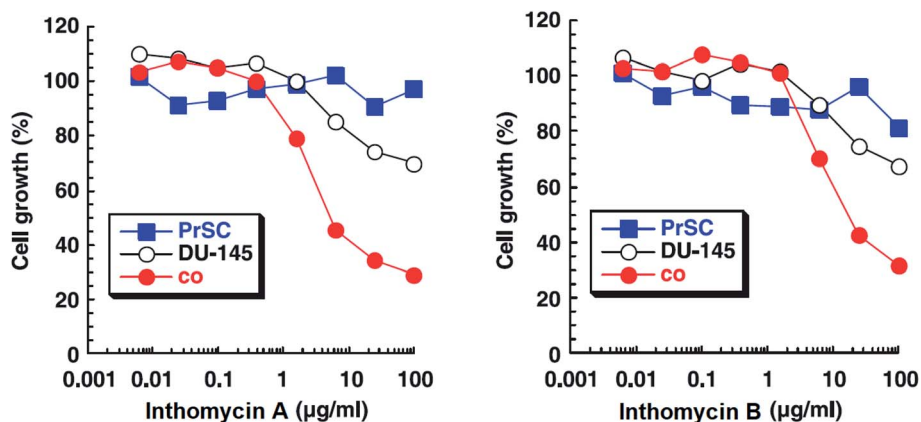 120
100
80
60
40
20
0
Cell growth (%)
PrSC
DU-145
co
0.001 0.01 0.1 1 10 100
Inthomycin A (µg/ml)
120
100
80
60
40
20
0
Cell growth (%)
PrSC
DU-145
co
0.001 0.01 0.1 1 10 100
Inthomycin B (µg/ml)